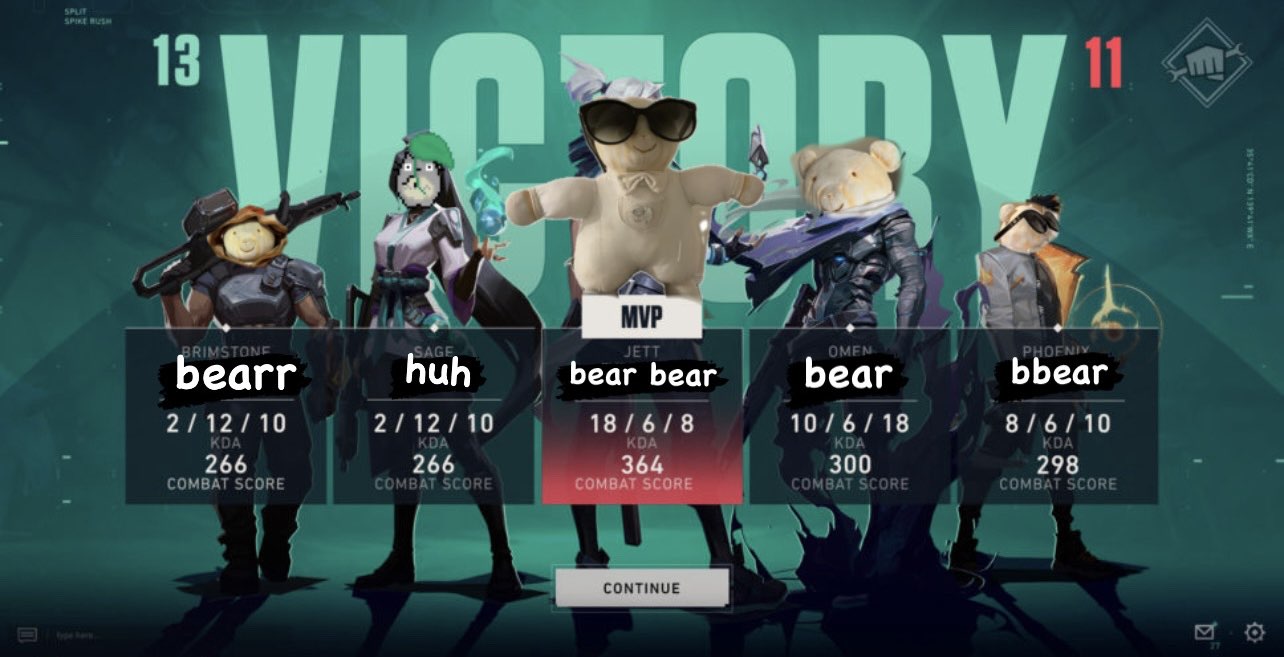 SPLIT
SPIKE RUSH
13
VICTORY
11
MVP
BRIMSTONE
bearr
2 / 12 / 10
KDA
266
COMBAT SCORE
SAGE
huh
2 / 12 / 10
KDA
266
COMBAT SCORE
JETT
bear bear
18 / 6 / 8
KDA
364
COMBAT SCORE
OMEN
bear
10 / 6 / 18
KDA
300
COMBAT SCORE
PHOENIX
bbear
8 / 6 / 10
KDA
298
COMBAT SCORE
CONTINUE
type here...
27